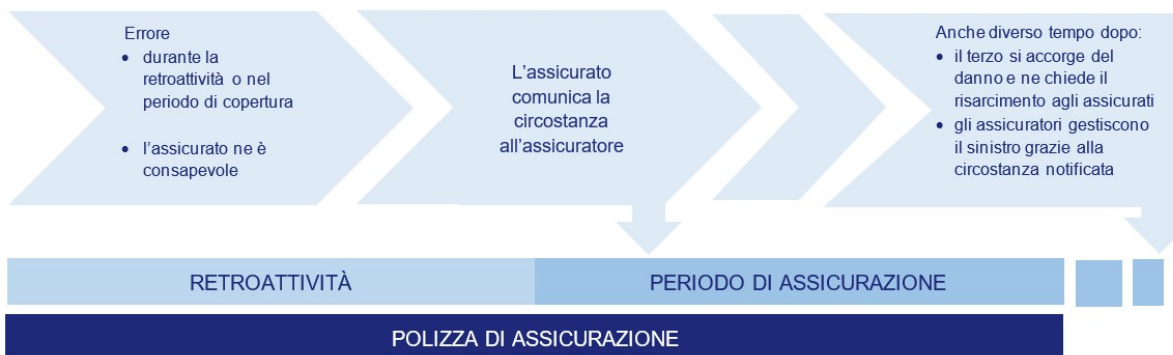 Errore
• durante la
retroattività o nel
periodo di copertura
• l'assicurato ne è
consapevole
L'assicurato
comunica la
circostanza
all'assicuratore
Anche diverso tempo dopo:
• il terzo si accorge del
danno e ne chiede il
risarcimento agli assicurati
• gli assicuratori gestiscono
il sinistro grazie alla
circostanza notificata
RETROATTIVITÀ
PERIODO DI ASSICURAZIONE
POLIZZA DI ASSICURAZIONE